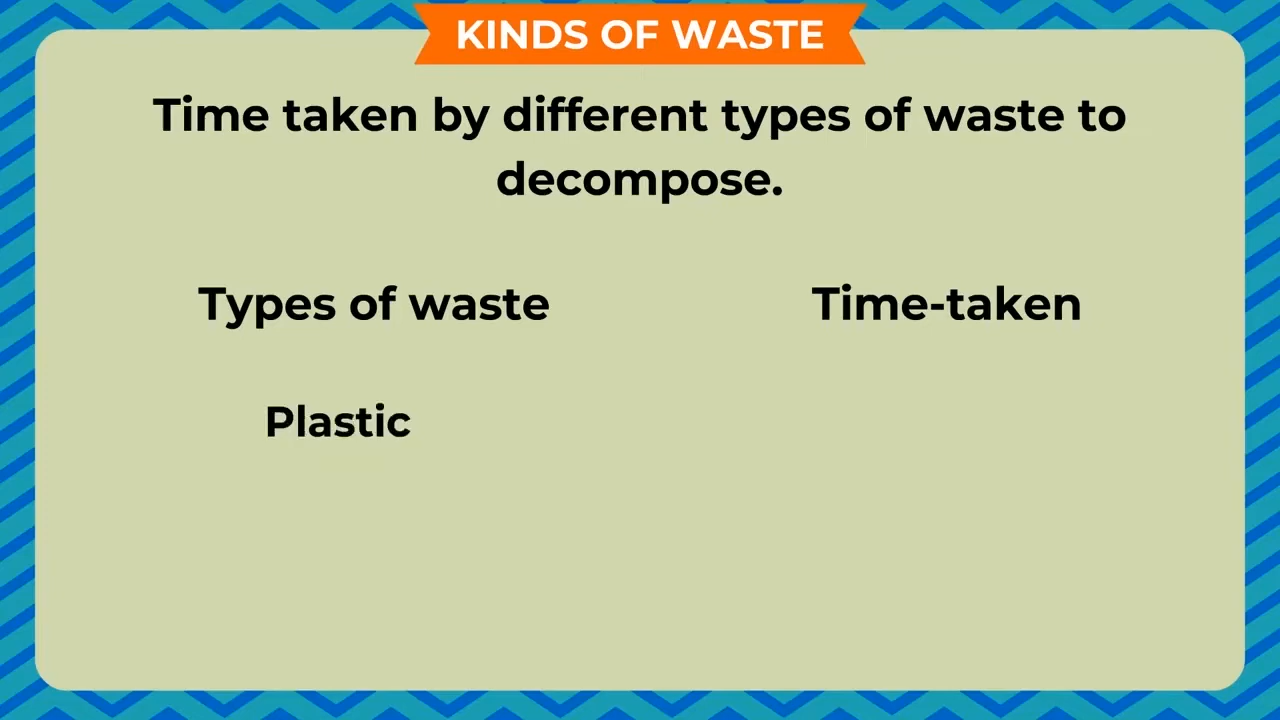 KINDS OF WASTE
Time taken by different types of waste to
decompose.
Types of waste
Time-taken
Plastic